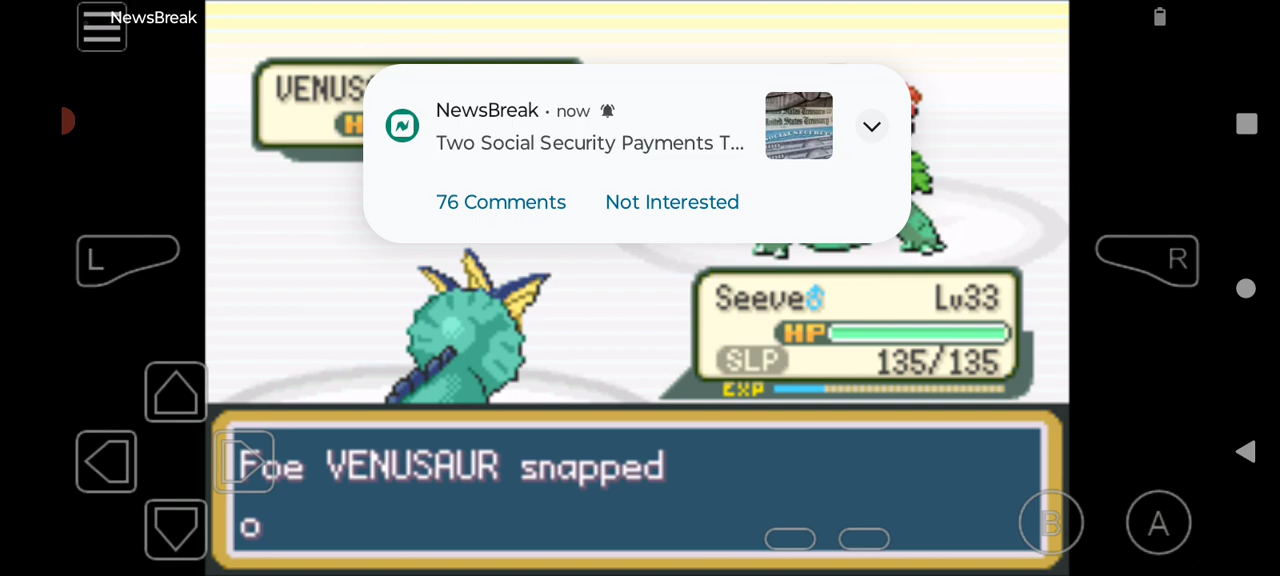 NewsBreak
VENUS
H
NewsBreak · now
Two Social Security Payments T...
76 Comments Not Interested
L
R
Seeve♂ Lv33
HP
SLP 135/135
EXP
Foe VENUSAUR snapped
o
B
A